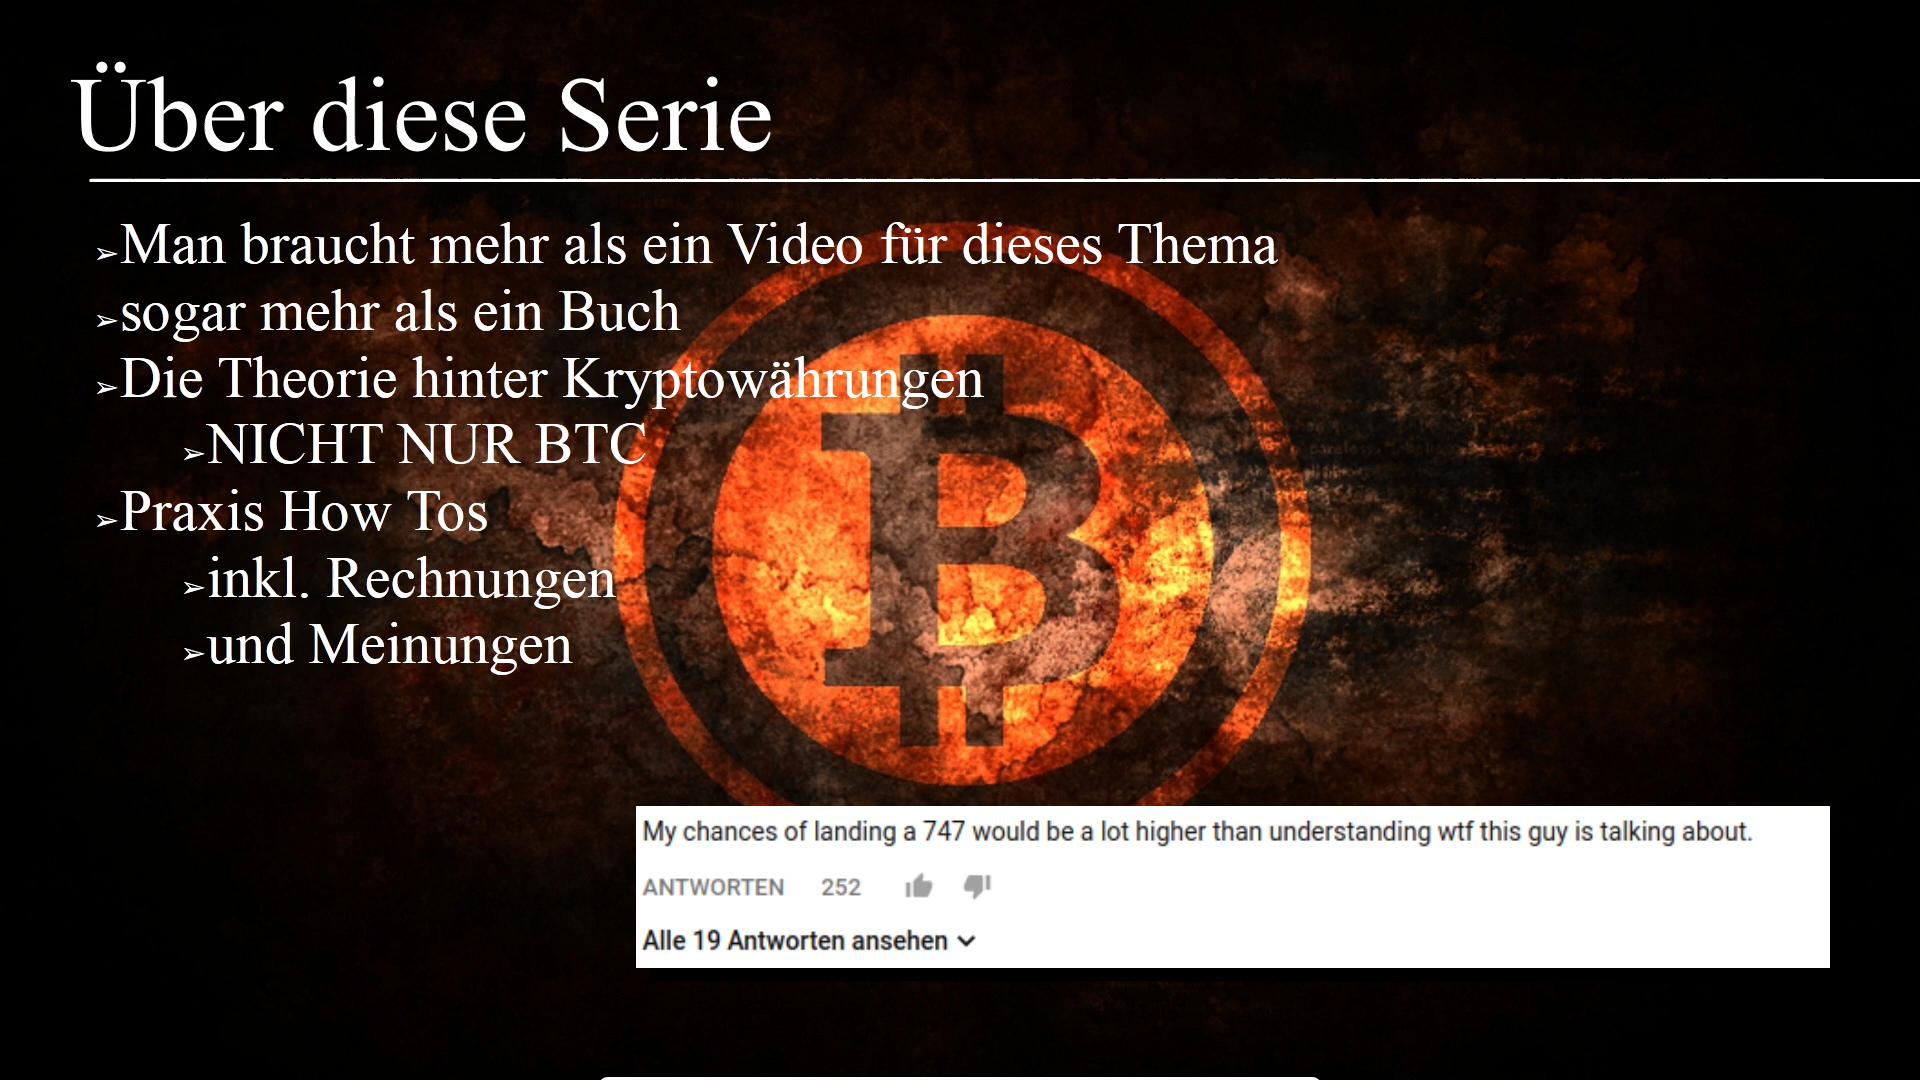 Über diese Serie
➢Man braucht mehr als ein Video für dieses Thema
➢sogar mehr als ein Buch
➢Die Theorie hinter Kryptowährungen
➢NICHT NUR BTC
➢Praxis How Tos
➢inkl. Rechnungen
➢und Meinungen
My chances of landing a 747 would be a lot higher than understanding wtf this guy is talking about.
ANTWORTEN 252
Alle 19 Antworten ansehen